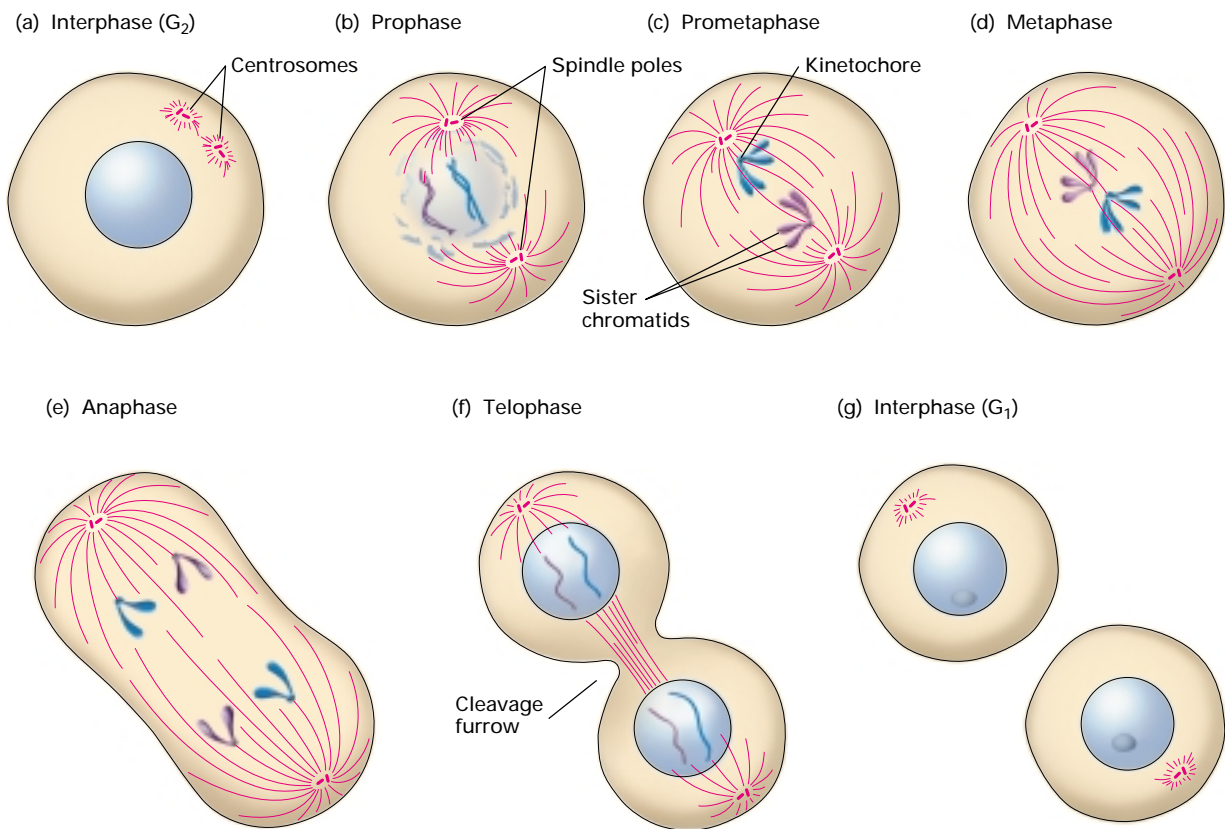 (a) Interphase (G₂)
(b) Prophase
(c) Prometaphase
(d) Metaphase
Centrosomes
Spindle poles
Kinetochore
Sister
chromatids
(e) Anaphase
(f) Telophase
(g) Interphase (G₁)
Cleavage
furrow